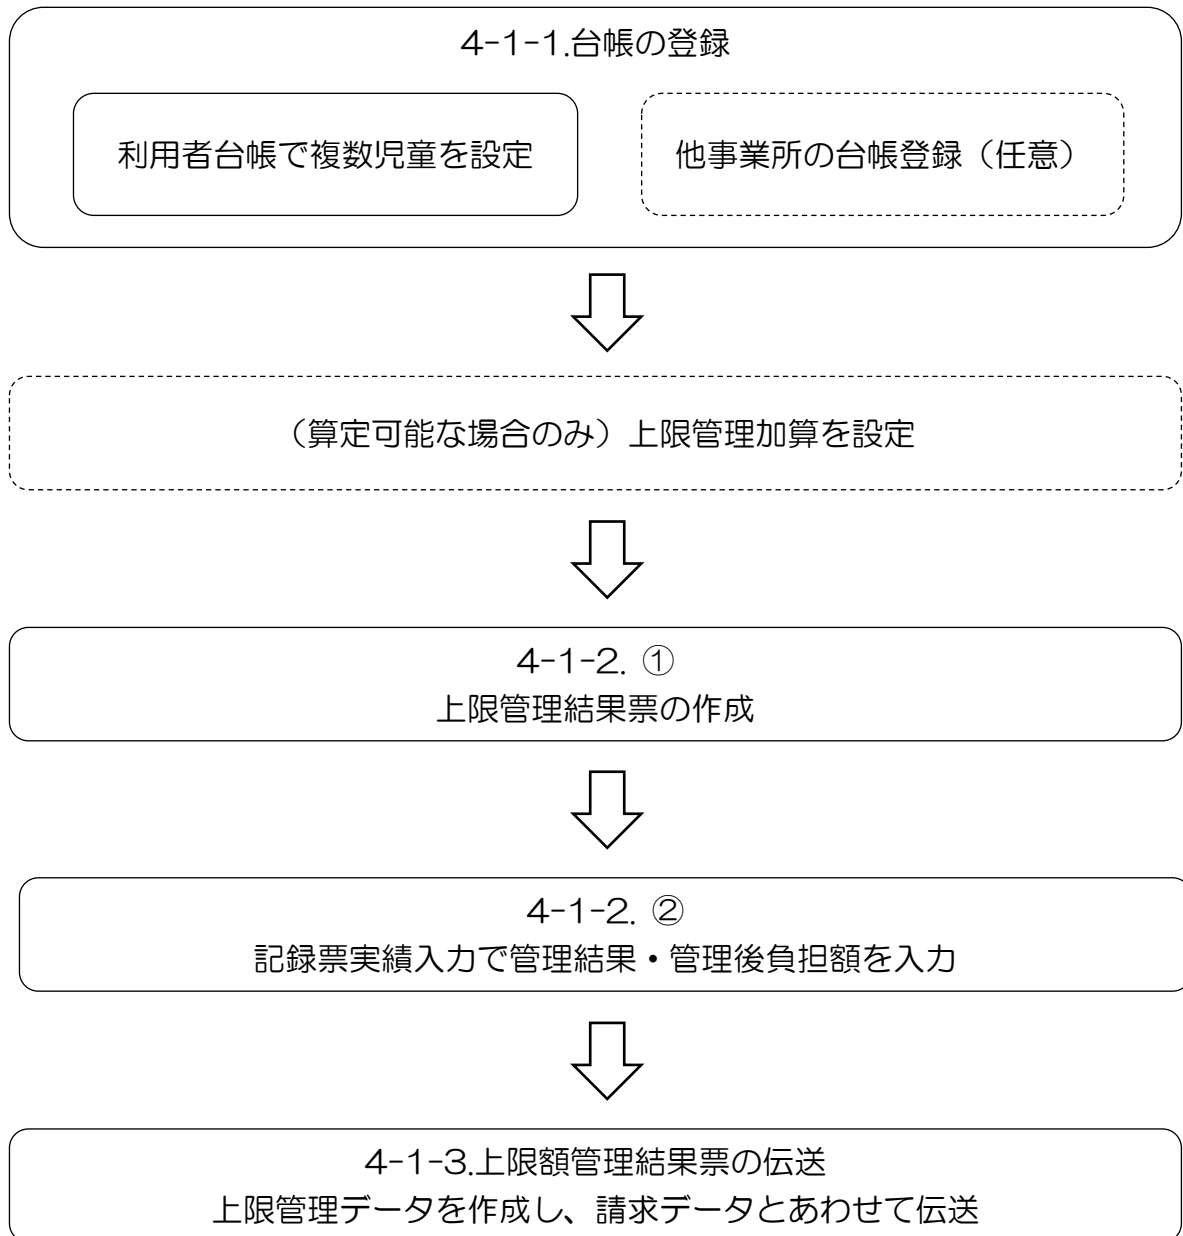 4-1-1.台帳の登録
利用者台帳で複数児童を設定
他事業所の台帳登録（任意）
（算定可能な場合のみ）上限管理加算を設定
4-1-2. ①
上限管理結果票の作成
4-1-2. ②
記録票実績入力で管理結果・管理後負担額を入力
4-1-3.上限額管理結果票の伝送
上限管理データを作成し、請求データとあわせて伝送